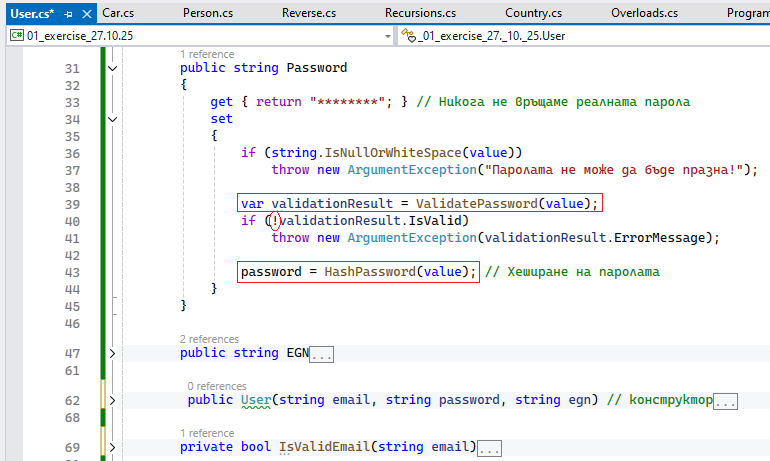 User.cs* Car.cs Person.cs Reverse.cs Recursions.cs Country.cs Overloads.cs Program
C# 01_exercise_27.10.25 _01_exercise_27._10._25.User
1 reference
31 public string Password
32 {
33 get { return "********"; } // Никога не връщаме реалната парола
34 set
35 {
36 if (string.IsNullOrWhiteSpace(value))
37 throw new ArgumentException("Паролата не може да бъде празна!");
38
39 var validationResult = ValidatePassword(value);
40 if (!validationResult.IsValid)
41 throw new ArgumentException(validationResult.ErrorMessage);
42
43 password = HashPassword(value); // Хеширане на паролата
44 }
45 }
46
2 references
47 public string EGN...
61
0 references
62 public User(string email, string password, string egn) // конструктор...
68
1 reference
69 private bool IsValidEmail(string email)...